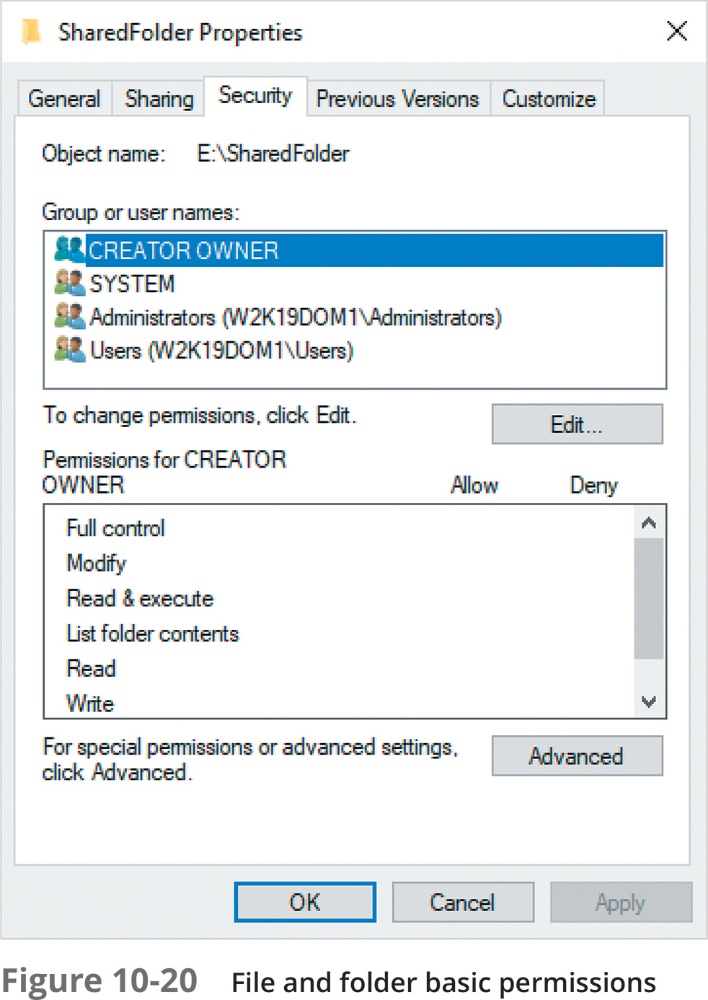 SharedFolder Properties
General Sharing Security Previous Versions Customize
Object name: E:\SharedFolder
Group or user names:
CREATOR OWNER
SYSTEM
Administrators (W2K19DOM1\Administrators)
Users (W2K19DOM1\Users)
To change permissions, click Edit.
Edit...
Permissions for CREATOR
OWNER Allow Deny
Full control
Modify
Read & execute
List folder contents
Read
Write
For special permissions or advanced settings,
click Advanced.
Advanced
OK Cancel Apply
Figure 10-20 File and folder basic permissions